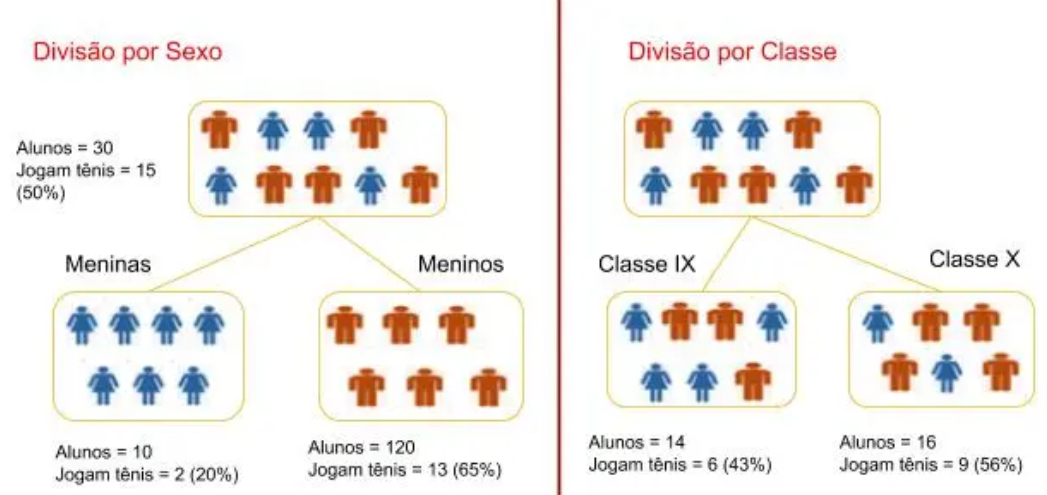 Divisão por Sexo
Alunos = 30
Jogam tênis = 15
(50%)
Meninas
Meninos
Alunos = 10
Jogam tênis = 2 (20%)
Alunos = 120
Jogam tênis = 13 (65%)
Divisão por Classe
Classe IX
Classe X
Alunos = 14
Jogam tênis = 6 (43%)
Alunos = 16
Jogam tênis = 9 (56%)